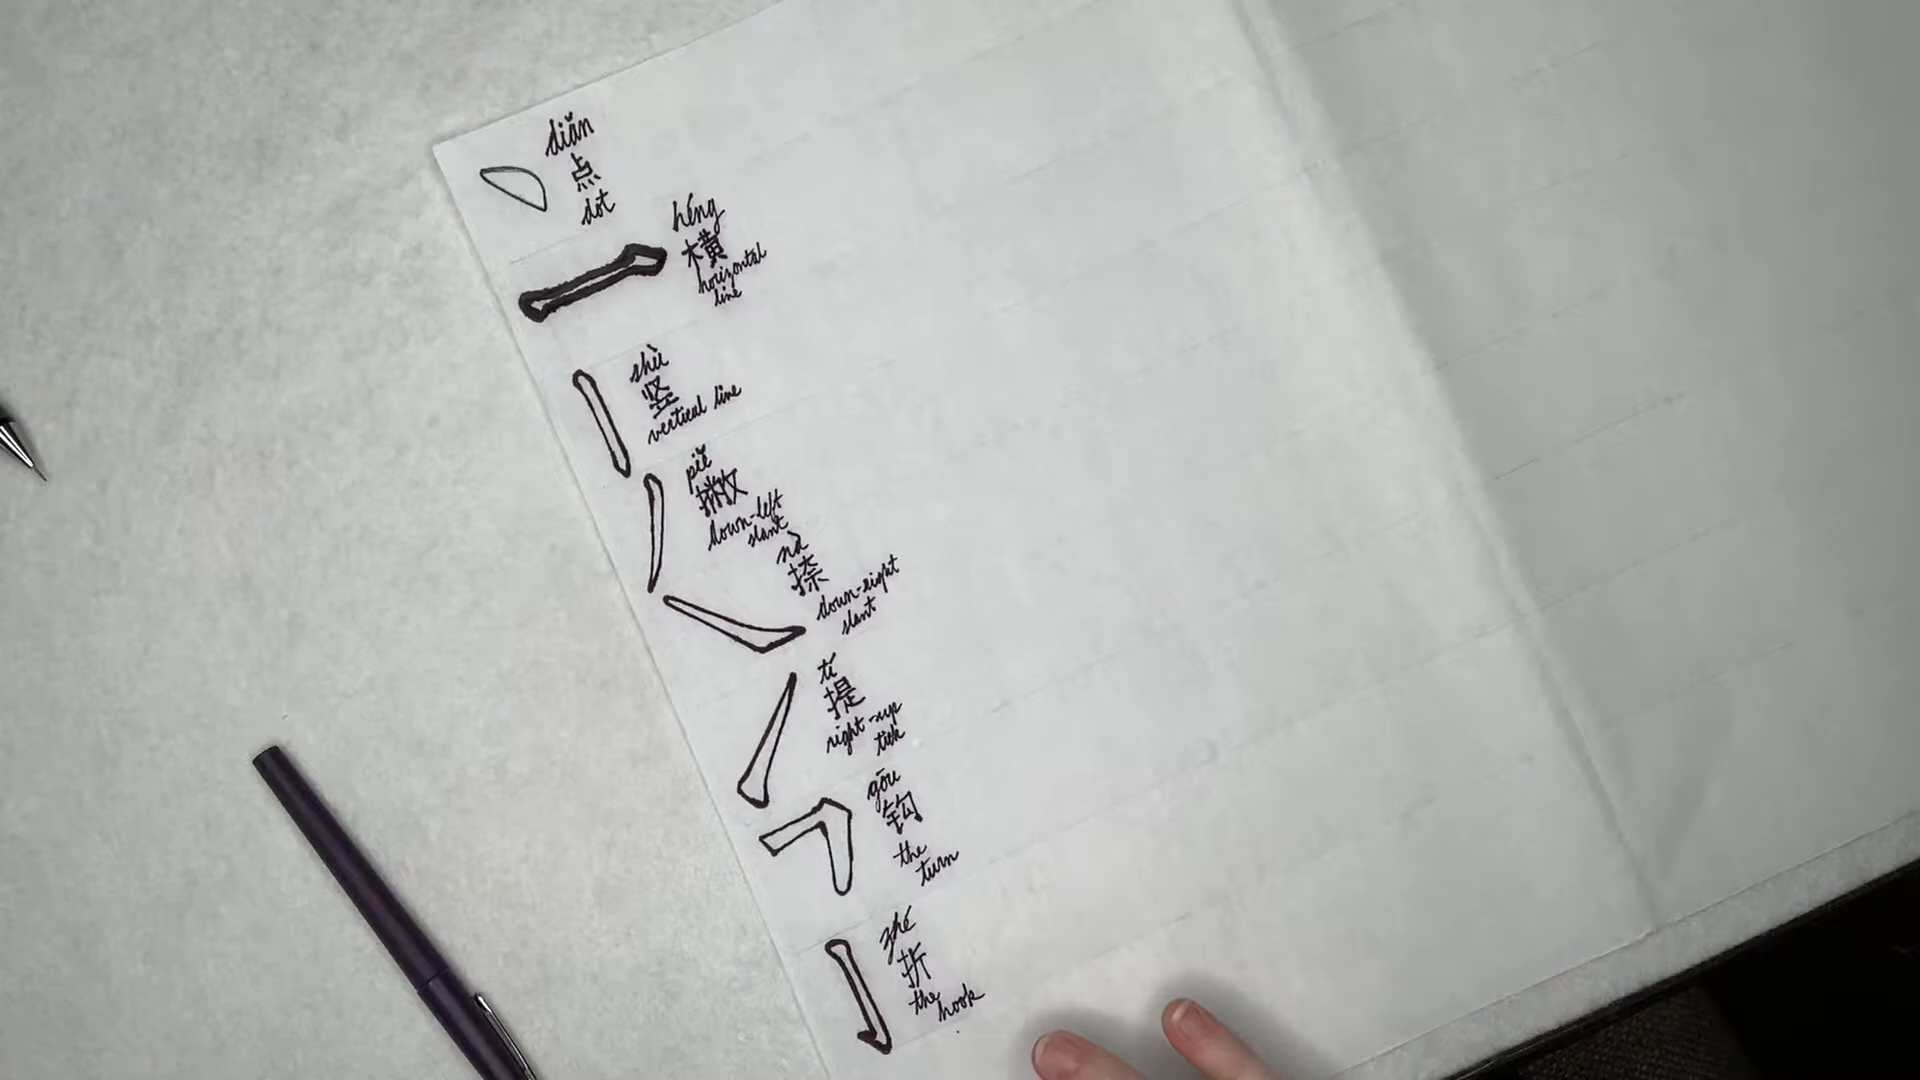 diǎn
点
dot
héng
横
horizontal
line
shù
竖
vertical line
piě
撇
down-left
slant
nà
捺
down-right
slant
tí
提
right-up
tick
gōu
钩
the
turn
zhé
折
the
hook